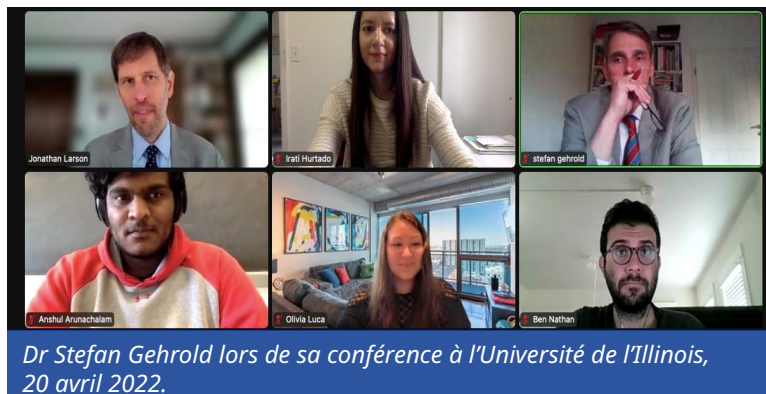 Jonathan Larson
Irati Hurtado
stefan gehrold
Anshul Arunachalam
Olivia Luca
Ben Nathan
Dr Stefan Gehrold lors de sa conférence à l’Université de l’Illinois,
20 avril 2022.